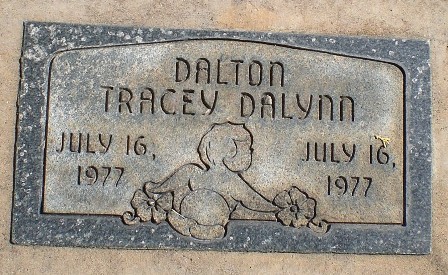 DALTON
TRACEY DALYNN
JULY 16,
1977
JULY 16,
1977